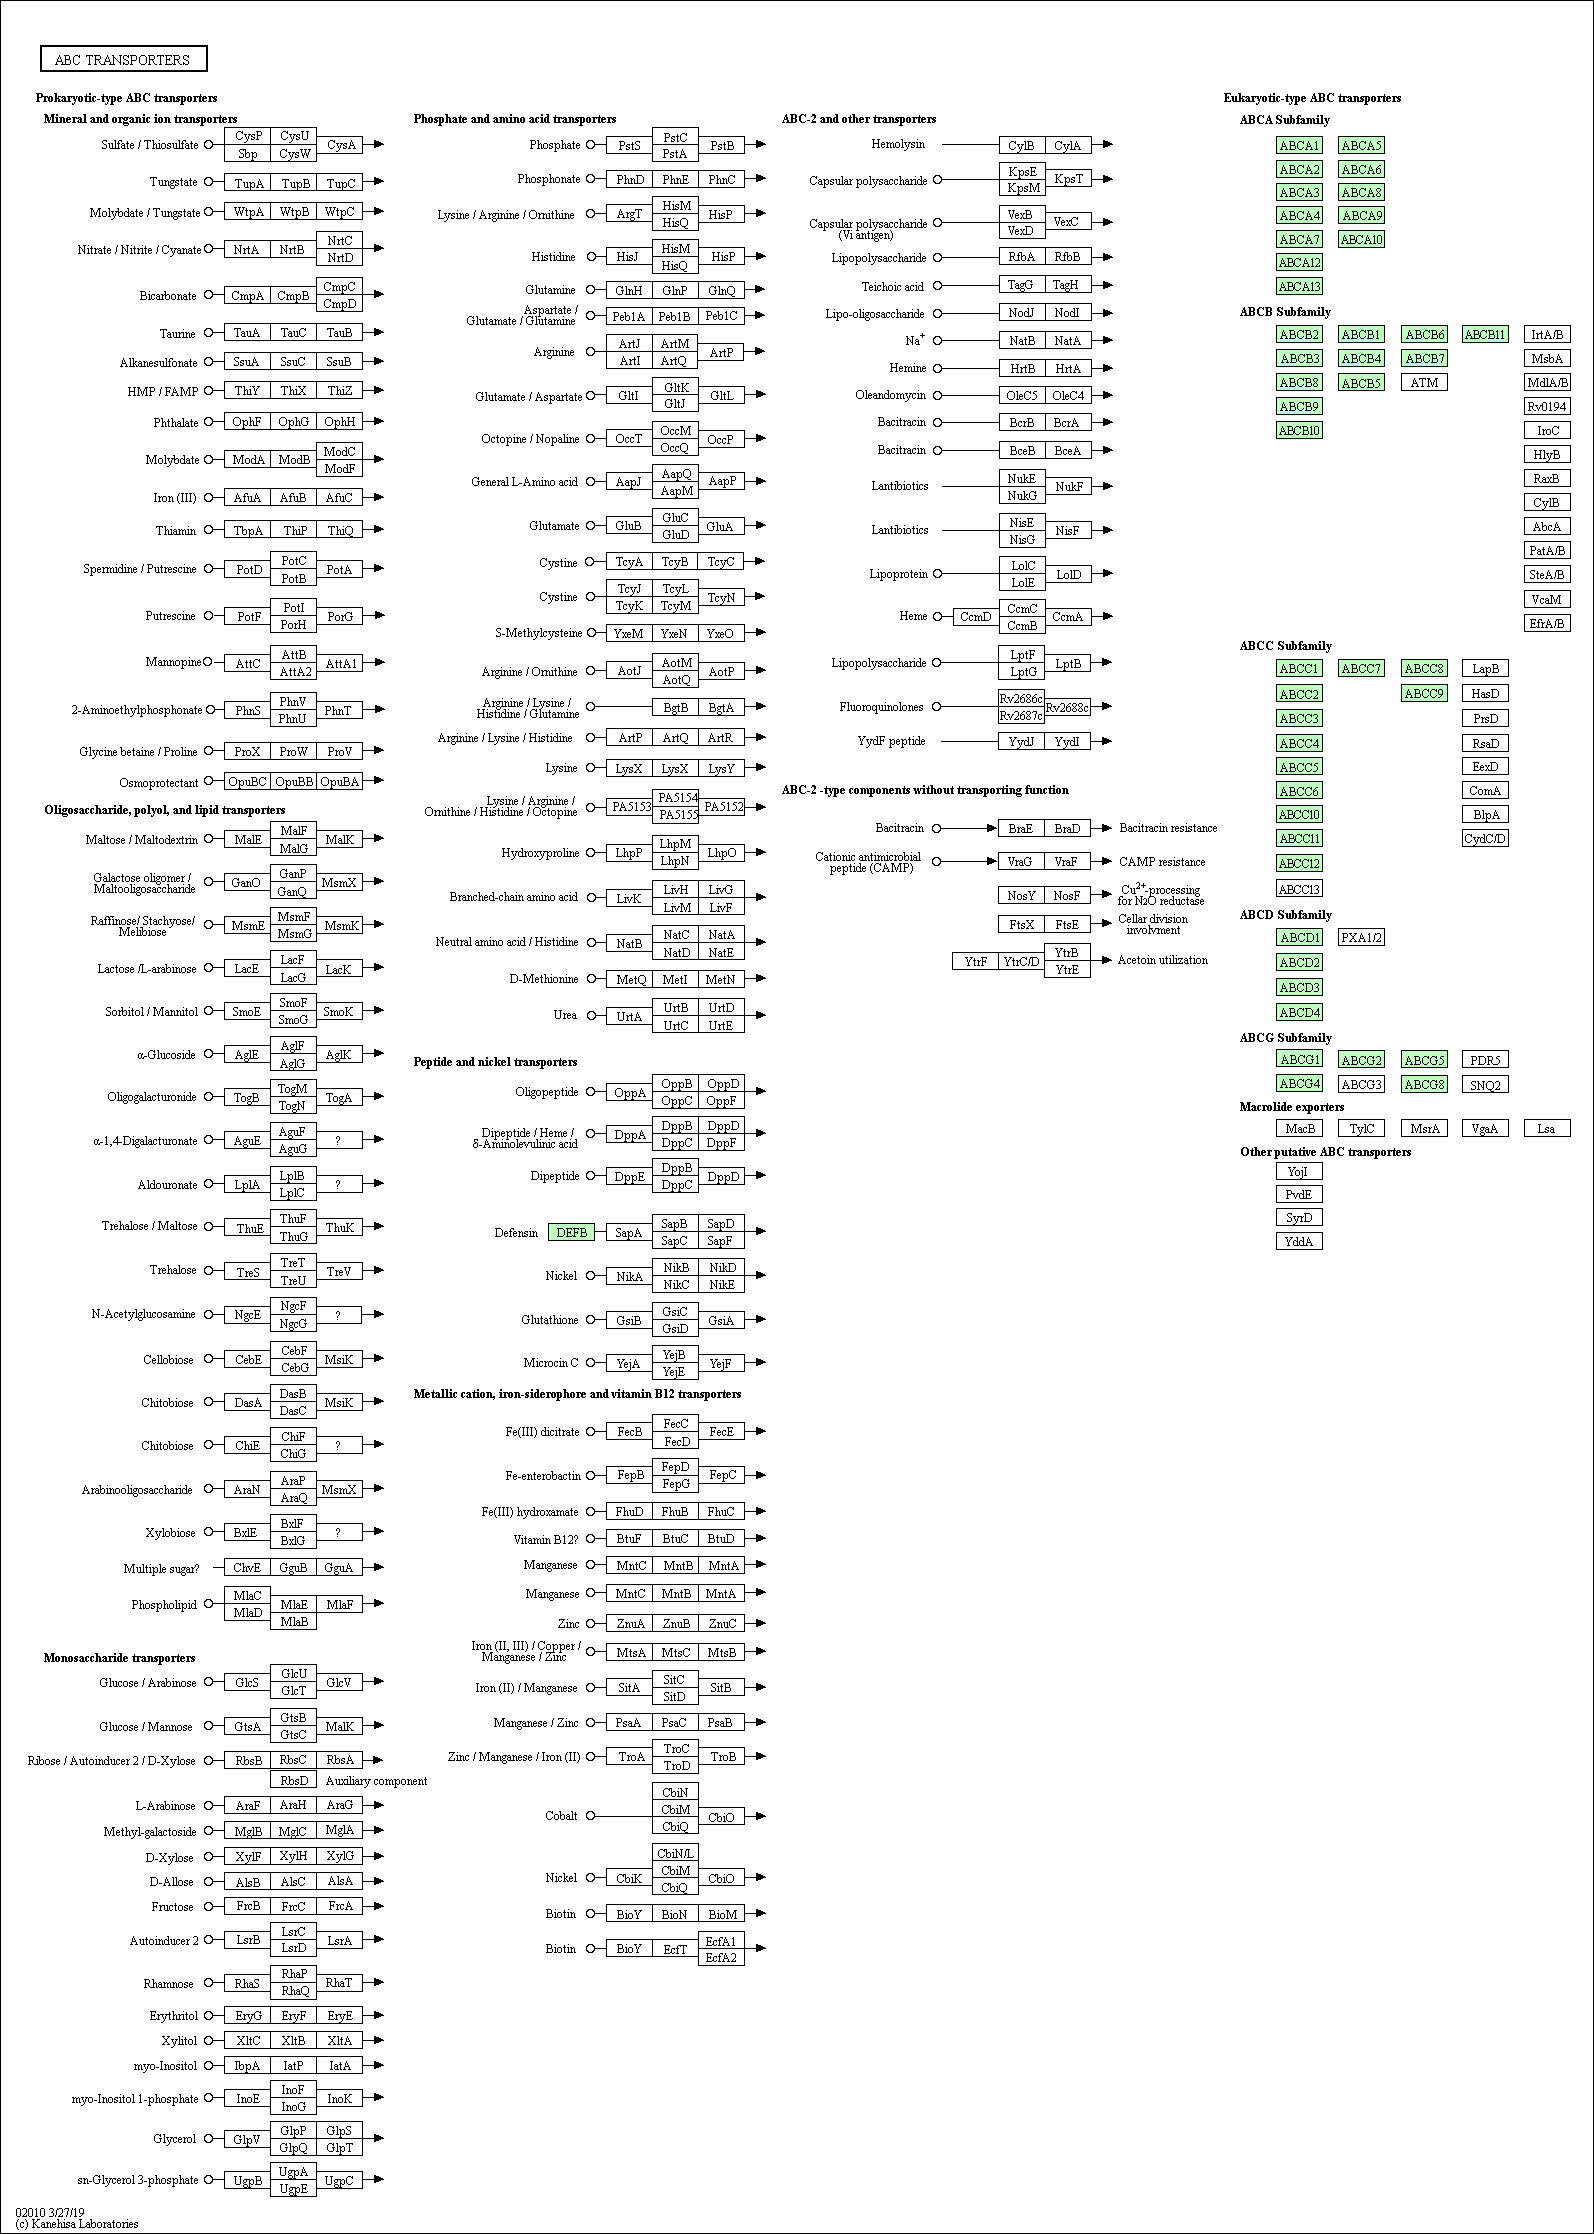 ABC TRANSPORTERS
Prokaryotic-type ABC transporters
Mineral and organic ion transporters
CysP CysU
Sulfate / Thiosulfate CysA
Sbp CysW
Tungstate TupA TupB TupC
Molybdate / Tungstate WtpA WtpB WtpC
NrtC
Nitrate / Nitrite / Cyanate NrtA NrtB
NrtD
CmpC
Bicarbonate CmpA CmpB
CmpD
Taurine TauA TauC TauB
Alkanesulfonate SsuA SsuC SsuB
HMP / FAMP ThiY ThiX ThiZ
Phthalate OphF OphG OphH
ModC
Molybdate ModA ModB
ModF
Iron (III) AfuA AfuB AfuC
Thiamin TbpA ThiP ThiQ
PotC
Spermidine / Putrescine PotD PotA
PotB
PotI
Putrescine PotF PorG
PorH
AttB
Mannopine AttC AttA1
AttA2
PhnV
2-Aminoethylphosphonate PhnS PhnT
PhnU
Glycine betaine / Proline ProX ProW ProV
Osmoprotectant OpuBC OpuBB OpuBA
Oligosaccharide, polyol, and lipid transporters
MalF
Maltose / Maltodextrin MalE MalK
MalG
Galactose oligomer / GanP
Maltooligosaccharide GanO MsmX
GanQ
Raffinose/ Stachyose/ MsmF
Melibiose MsmE MsmK
MsmG
LacF
Lactose /L-arabinose LacE LacK
LacG
SmoF
Sorbitol / Mannitol SmoE SmoK
SmoG
AglF
α-Glucoside AglE AglK
AglG
TogM
Oligogalacturonide TogB TogA
TogN
AguF
α-1,4-Digalacturonate AguE ?
AguG
LplB
Aldouronate LplA ?
LplC
ThuF
Trehalose / Maltose ThuE ThuK
ThuG
TreT
Trehalose TreS TreV
TreU
NgcF
N-Acetylglucosamine NgcE ?
NgcG
CebF
Cellobiose CebE MsiK
CebG
DasB
Chitobiose DasA MsiK
DasC
ChiF
Chitobiose ChiE ?
ChiG
AraP
Arabinooligosaccharide AraN MsmX
AraQ
BxlF
Xylobiose BxlE ?
BxlG
Multiple sugar? ChvE GguB GguA
MlaC
Phospholipid MlaE MlaF
MlaD
MlaB
Monosaccharide transporters
GlcU
Glucose / Arabinose GlcS GlcV
GlcT
GtsB
Glucose / Mannose GtsA MalK
GtsC
Ribose / Autoinducer 2 / D-Xylose RbsB RbsC RbsA
RbsD Auxiliary component
L-Arabinose AraF AraH AraG
Methyl-galactoside MglB MglC MglA
D-Xylose XylF XylH XylG
D-Allose AlsB AlsC AlsA
Fructose FrcB FrcC FrcA
LsrC
Autoinducer 2 LsrB LsrA
LsrD
RhaP
Rhamnose RhaS RhaT
RhaQ
Erythritol EryG EryF EryE
Xylitol XltC XltB XltA
myo-Inositol IbpA IatP IatA
InoF
myo-Inositol 1-phosphate InoE InoK
InoG
GlpP GlpS
Glycerol GlpV
GlpQ GlpT
UgpA
sn-Glycerol 3-phosphate UgpB UgpC
UgpE
02010 3/27/19
(c) Kanehisa Laboratories
Phosphate and amino acid transporters
PstC
Phosphate PstS PstB
PstA
Phosphonate PhnD PhnE PhnC
HisM
Lysine / Arginine / Ornithine ArgT HisP
HisQ
HisM
Histidine HisJ HisP
HisQ
Glutamine GlnH GlnP GlnQ
Aspartate /
Glutamate / Glutamine Peb1A Peb1B Peb1C
ArtJ ArtM
Arginine ArtP
ArtI ArtQ
GltK
Glutamate / Aspartate GltI GltL
GltJ
OccM
Octopine / Nopaline OccT OccP
OccQ
AapQ
General L-Amino acid AapJ AapP
AapM
GluC
Glutamate GluB GluA
GluD
Cystine TcyA TcyB TcyC
TcyJ TcyL
Cystine TcyN
TcyK TcyM
S-Methylcysteine YxeM YxeN YxeO
AotM
Arginine / Ornithine AotJ AotP
AotQ
Arginine / Lysine /
Histidine / Glutamine BgtB BgtA
Arginine / Lysine / Histidine ArtP ArtQ ArtR
Lysine LysX LysX LysY
Lysine / Arginine / PA5154
Ornithine / Histidine / Octopine PA5153 PA5152
PA5155
LhpM
Hydroxyproline LhpP LhpO
LhpN
LivH LivG
Branched-chain amino acid LivK
LivM LivF
NatC NatA
Neutral amino acid / Histidine NatB
NatD NatE
D-Methionine MetQ MetI MetN
UrtB UrtD
Urea UrtA
UrtC UrtE
Peptide and nickel transporters
OppB OppD
Oligopeptide OppA
OppC OppF
Dipeptide / Heme / DppB DppD
δ-Aminolevulinic acid DppA
DppC DppF
DppB
Dipeptide DppE DppD
DppC
SapB SapD
Defensin DEFB SapA
SapC SapF
NikB NikD
Nickel NikA
NikC NikE
GsiC
Glutathione GsiB GsiA
GsiD
YejB
Microcin C YejA YejF
YejE
Metallic cation, iron-siderophore and vitamin B12 transporters
FecC
Fe(III) dicitrate FecB FecE
FecD
FepD
Fe-enterobactin FepB FepC
FepG
Fe(III) hydroxamate FhuD FhuB FhuC
Vitamin B12? BtuF BtuC BtuD
Manganese MntC MntB MntA
Manganese MntC MntB MntA
Zinc ZnuA ZnuB ZnuC
Iron (II, III) / Copper /
Manganese / Zinc MtsA MtsC MtsB
SitC
Iron (II) / Manganese SitA SitB
SitD
Manganese / Zinc PsaA PsaC PsaB
TroC
Zinc / Manganese / Iron (II) TroA TroB
TroD
CbiN
CbiM
Cobalt CbiO
CbiQ
CbiN/L
CbiM
Nickel CbiK CbiO
CbiQ
Biotin BioY BioN BioM
EcfA1
Biotin BioY EcfT
EcfA2
ABC-2 and other transporters
Hemolysin CylB CylA
KpsE
Capsular polysaccharide KpsT
KpsM
Capsular polysaccharide VexB
(Vi antigen) VexC
VexD
Lipopolysaccharide RfbA RfbB
Teichoic acid TagG TagH
Lipo-oligosaccharide NodJ NodI
Na+ NatB NatA
Hemine HrtB HrtA
Oleandomycin OleC5 OleC4
Bacitracin BcrB BcrA
Bacitracin BceB BceA
NukE
Lantibiotics NukF
NukG
NisE
Lantibiotics NisF
NisG
LolC
Lipoprotein LolD
LolE
CcmC
Heme CcmD CcmA
CcmB
LptF
Lipopolysaccharide LptB
LptG
Rv2686c
Fluoroquinolones Rv2688c
Rv2687c
YydF peptide YydJ YydI
ABC-2 -type components without transporting function
Bacitracin BraE BraD Bacitracin resistance
Cationic antimicrobial
peptide (CAMP) VraG VraF CAMP resistance
NosY NosF Cu2+-processing
for N2O reductase
FtsX FtsE Cellar division
involvment
YtrB
YtrF YtrC/D Acetoin utilization
YtrE
Eukaryotic-type ABC transporters
ABCA Subfamily
ABCA1 ABCA5
ABCA2 ABCA6
ABCA3 ABCA8
ABCA4 ABCA9
ABCA7 ABCA10
ABCA12
ABCA13
ABCB Subfamily
ABCB2 ABCB1 ABCB6 ABCB11 IrtA/B
ABCB3 ABCB4 ABCB7 MsbA
ABCB8 ABCB5 ATM MdlA/B
ABCB9 Rv0194
ABCB10 IroC
HlyB
RaxB
CylB
AbcA
PatA/B
SteA/B
VcaM
EfrA/B
ABCC Subfamily
ABCC1 ABCC7 ABCC8 LapB
ABCC2 ABCC9 HasD
ABCC3 PrsD
ABCC4 RsaD
ABCC5 EexD
ABCC6 ComA
ABCC10 BlpA
ABCC11 CydC/D
ABCC12
ABCC13
ABCD Subfamily
ABCD1 PXA1/2
ABCD2
ABCD3
ABCD4
ABCG Subfamily
ABCG1 ABCG2 ABCG5 PDR5
ABCG4 ABCG3 ABCG8 SNQ2
Macrolide exporters
MacB TylC MsrA VgaA Lsa
Other putative ABC transporters
YojI
PvdE
SyrD
YddA